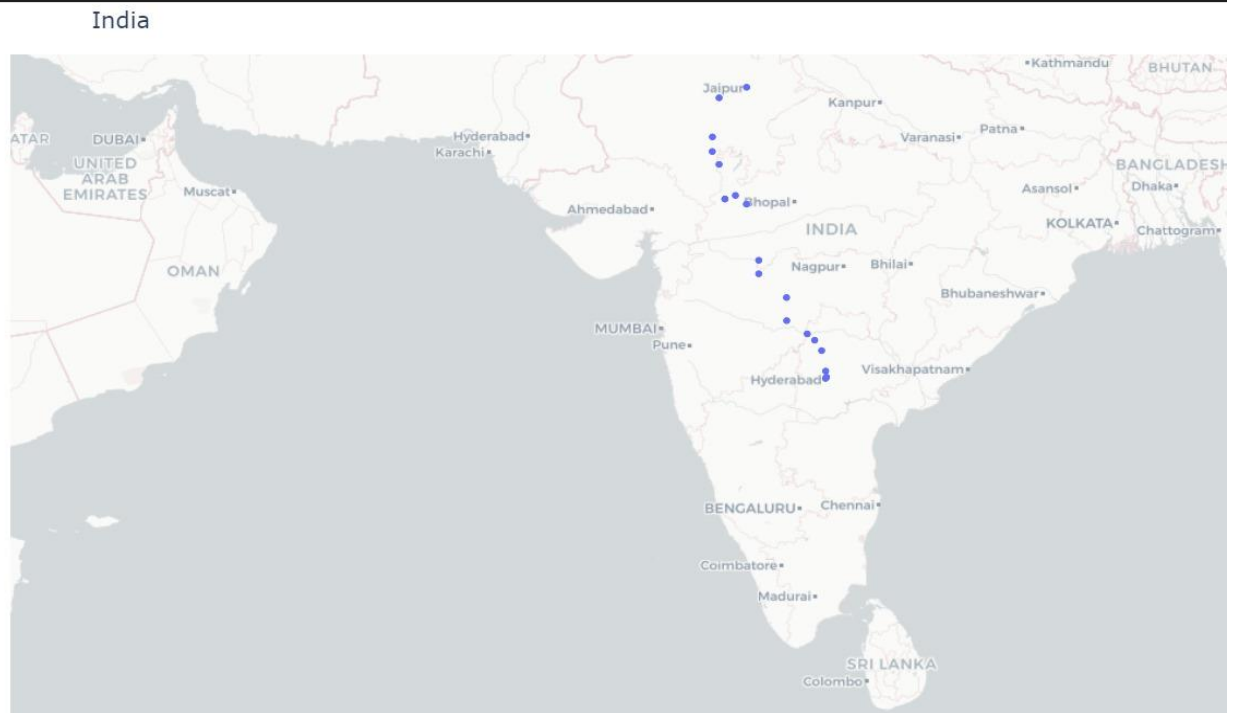 India
Kathmandu
BHUTAN
Jaipur
Kanpur
ATAR
DUBAI
Hyderabad
Karachi
Varanasi
Patna
UNITED
ARAB
EMIRATES
BANGLADESH
Muscat
Asansol
Dhaka
Ahmedabad
Bhopal
KOLKATA
Chattogram
INDIA
OMAN
Nagpur
Bhilai
Bhubaneshwar
MUMBAI
Pune
Hyderabad
Visakhapatnam
BENGALURU
Chennai
Coimbatore
Madurai
SRI LANKA
Colombo